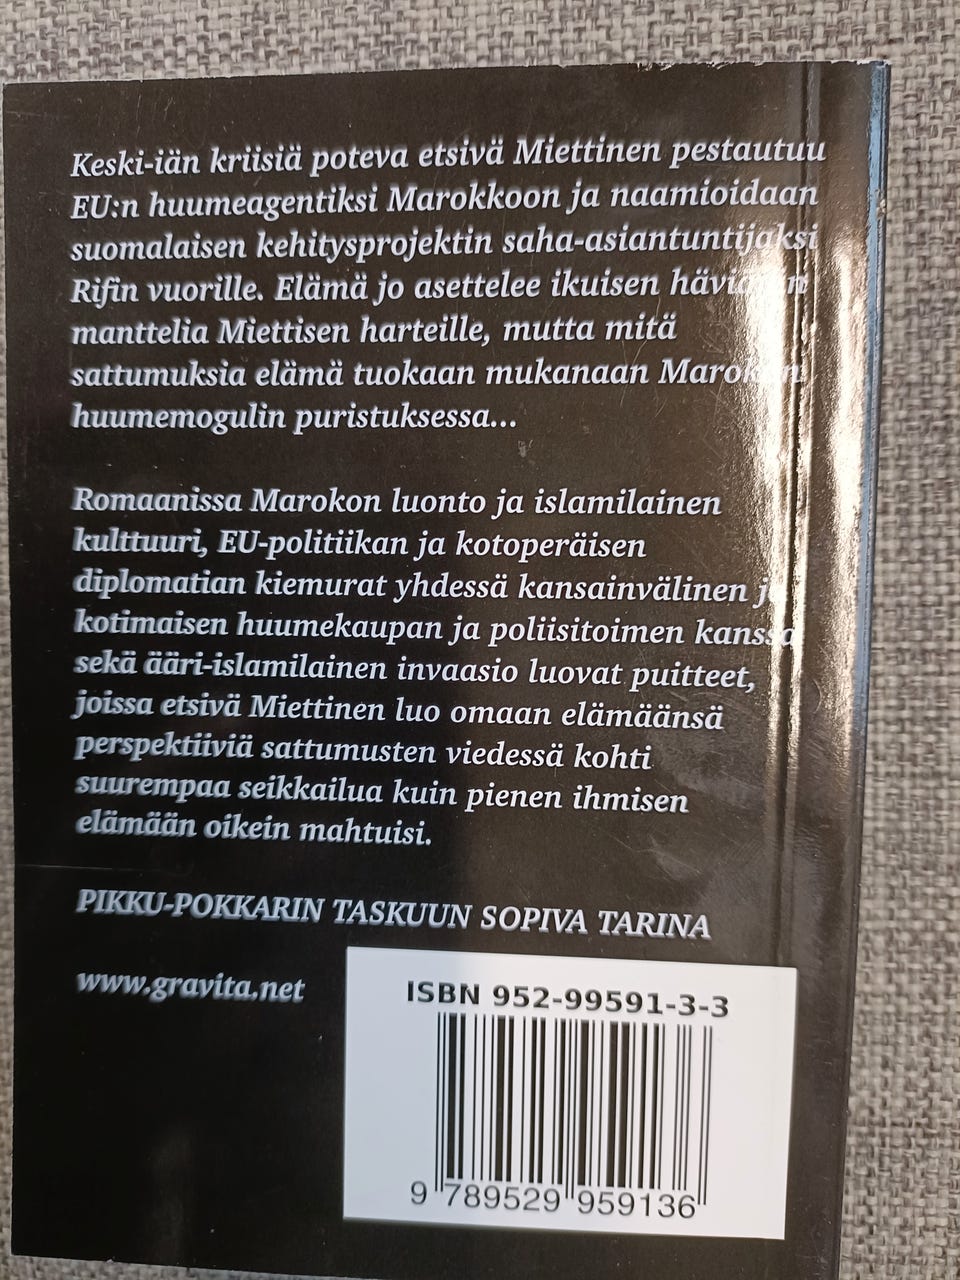 Keski-iän kriisiä poteva etsivä Miettinen pestautuu
EU:n huumeagentiksi Marokkoon ja naamioidaan
suomalaisen kehitysprojektin saha-asiantuntijaksi
Rifin vuorille. Elämä jo asettelee ikuisen
manttelia Miettisen harteille, mutta mitä
sattumuksia elämä tuokaan mukanaan Marokon
huumemogulin puristuksessa...
Romaanissa Marokon luonto ja islamilainen
kulttuuri, EU-politiikan ja kotoperäisen
diplomatian kiemurat yhdessä kansainvälinen ja
kotimaisen huumekaupan ja poliisitoimen kanssa
sekä ääri-islamilainen invaasio luovat puitteet,
joissa etsivä Miettinen luo omaan elämäänsä
perspektiiviä sattumusten viedessä kohti
suurempaa seikkailua kuin pienen ihmisen
elämään oikein mahtuisi.
PIKKU-POKKARIN TASKUUN SOPIVA TARINA
www.gravita.net
ISBN 952-99591-3-3
9 789529 959136